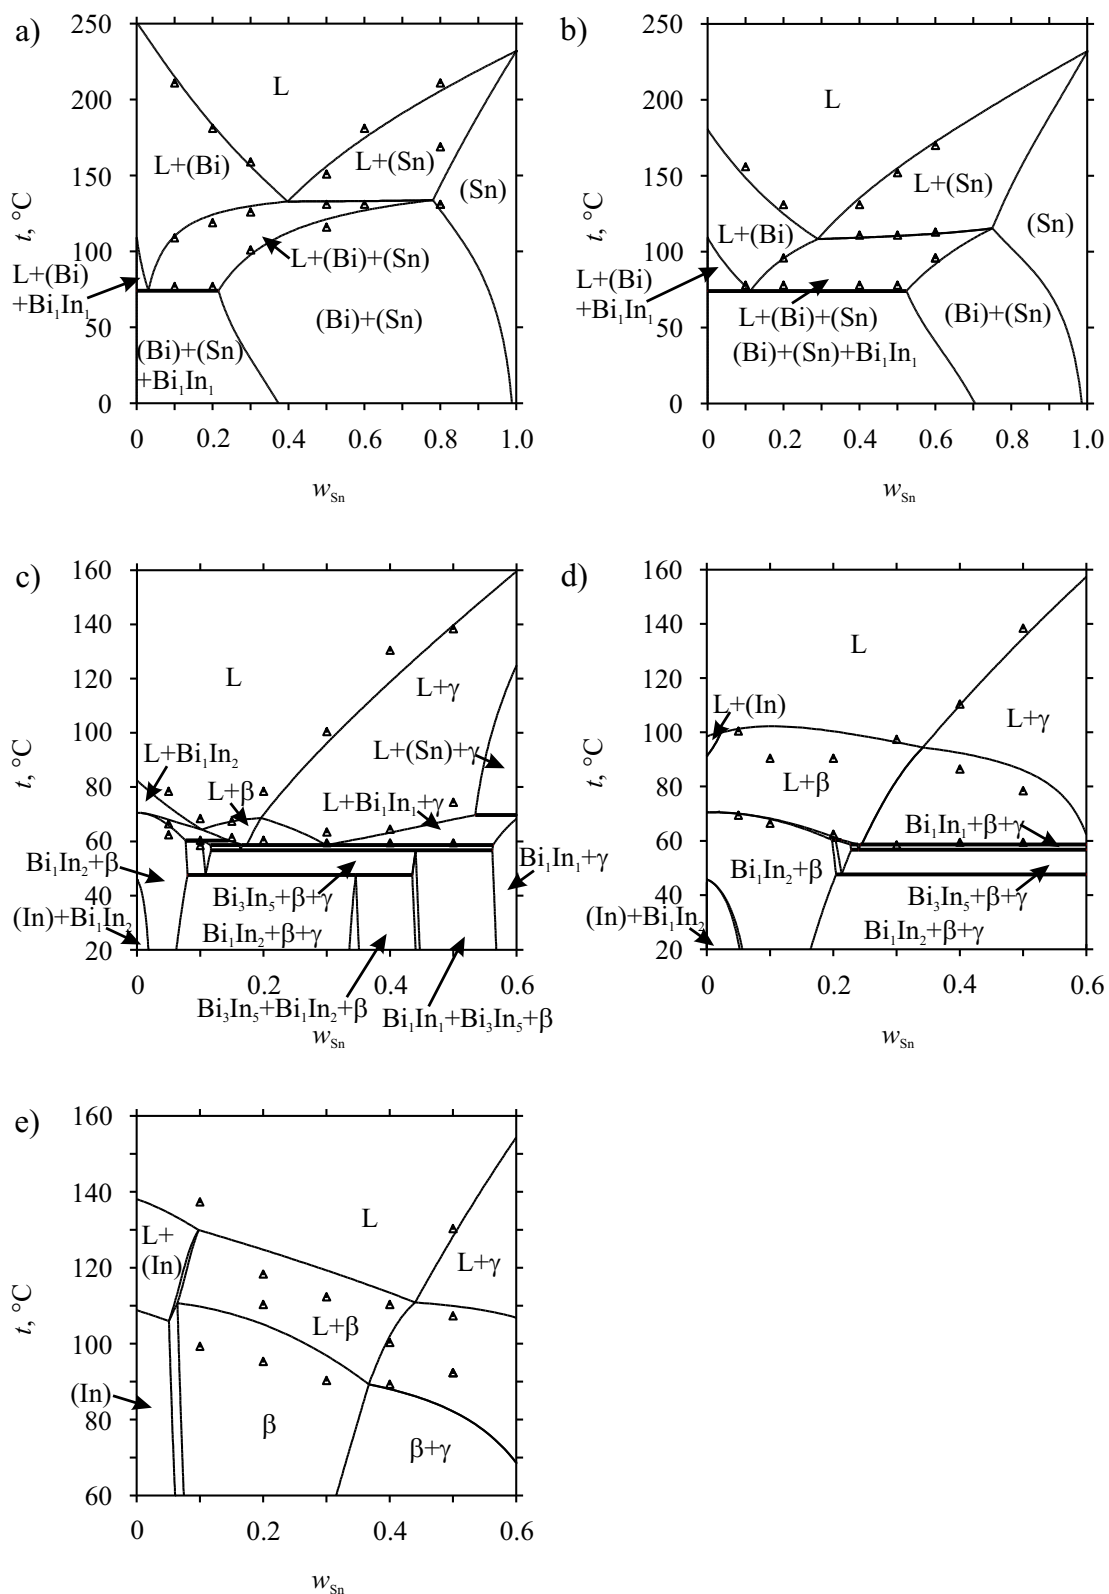 a)
250
200
150
100
50
0
t, °C
L
L+(Bi)
L+(Sn)
(Sn)
L+(Bi)+(Sn)
L+(Bi)
+Bi₁In₁
(Bi)+(Sn)
(Bi)+(Sn)
+Bi₁In₁
0 0.2 0.4 0.6 0.8 1.0
w_Sn
b)
250
200
150
100
50
0
t, °C
L
L+(Sn)
(Sn)
L+(Bi)
L+(Bi)
+Bi₁In₁
L+(Bi)+(Sn)
(Bi)+(Sn)
(Bi)+(Sn)+Bi₁In₁
0 0.2 0.4 0.6 0.8 1.0
w_Sn
c)
160
140
120
100
80
60
40
20
t, °C
L
L+γ
L+(Sn)+γ
L+Bi₁In₂
L+β
L+Bi₁In₁+γ
Bi₁In₂+β
Bi₁In₁+γ
Bi₃In₅+β+γ
(In)+Bi₁In₂
Bi₁In₂+β+γ
0 0.2 0.4 0.6
Bi₃In₅+Bi₁In₂+β
Bi₁In₁+Bi₃In₅+β
w_Sn
d)
160
140
120
100
80
60
40
20
t, °C
L
L+(In)
L+γ
L+β
Bi₁In₁+β+γ
Bi₁In₂+β
Bi₃In₅+β+γ
(In)+Bi₁In₂
Bi₁In₂+β+γ
0 0.2 0.4 0.6
w_Sn
e)
160
140
120
100
80
60
t, °C
L
L+
(In)
L+γ
L+β
(In)
β
β+γ
0 0.2 0.4 0.6
w_Sn